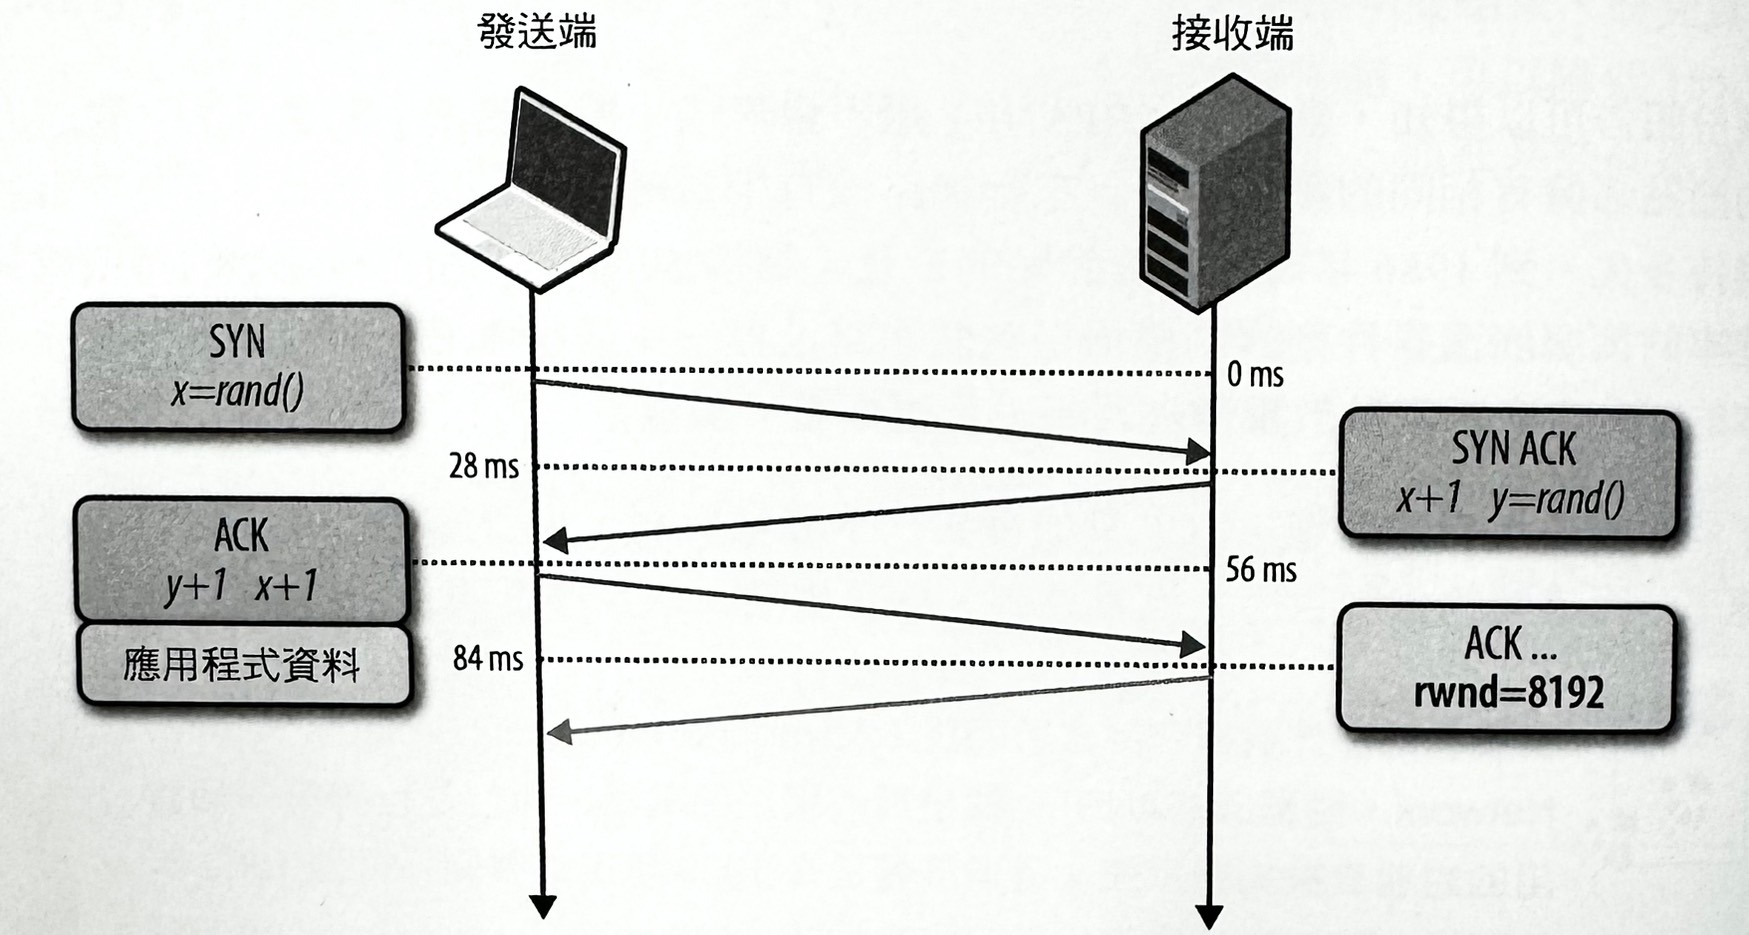 發送端
接收端
SYN
x=rand()
0 ms
SYN ACK
x+1 y=rand()
28 ms
ACK
y+1 x+1
56 ms
應用程式資料
84 ms
ACK ...
rwnd=8192